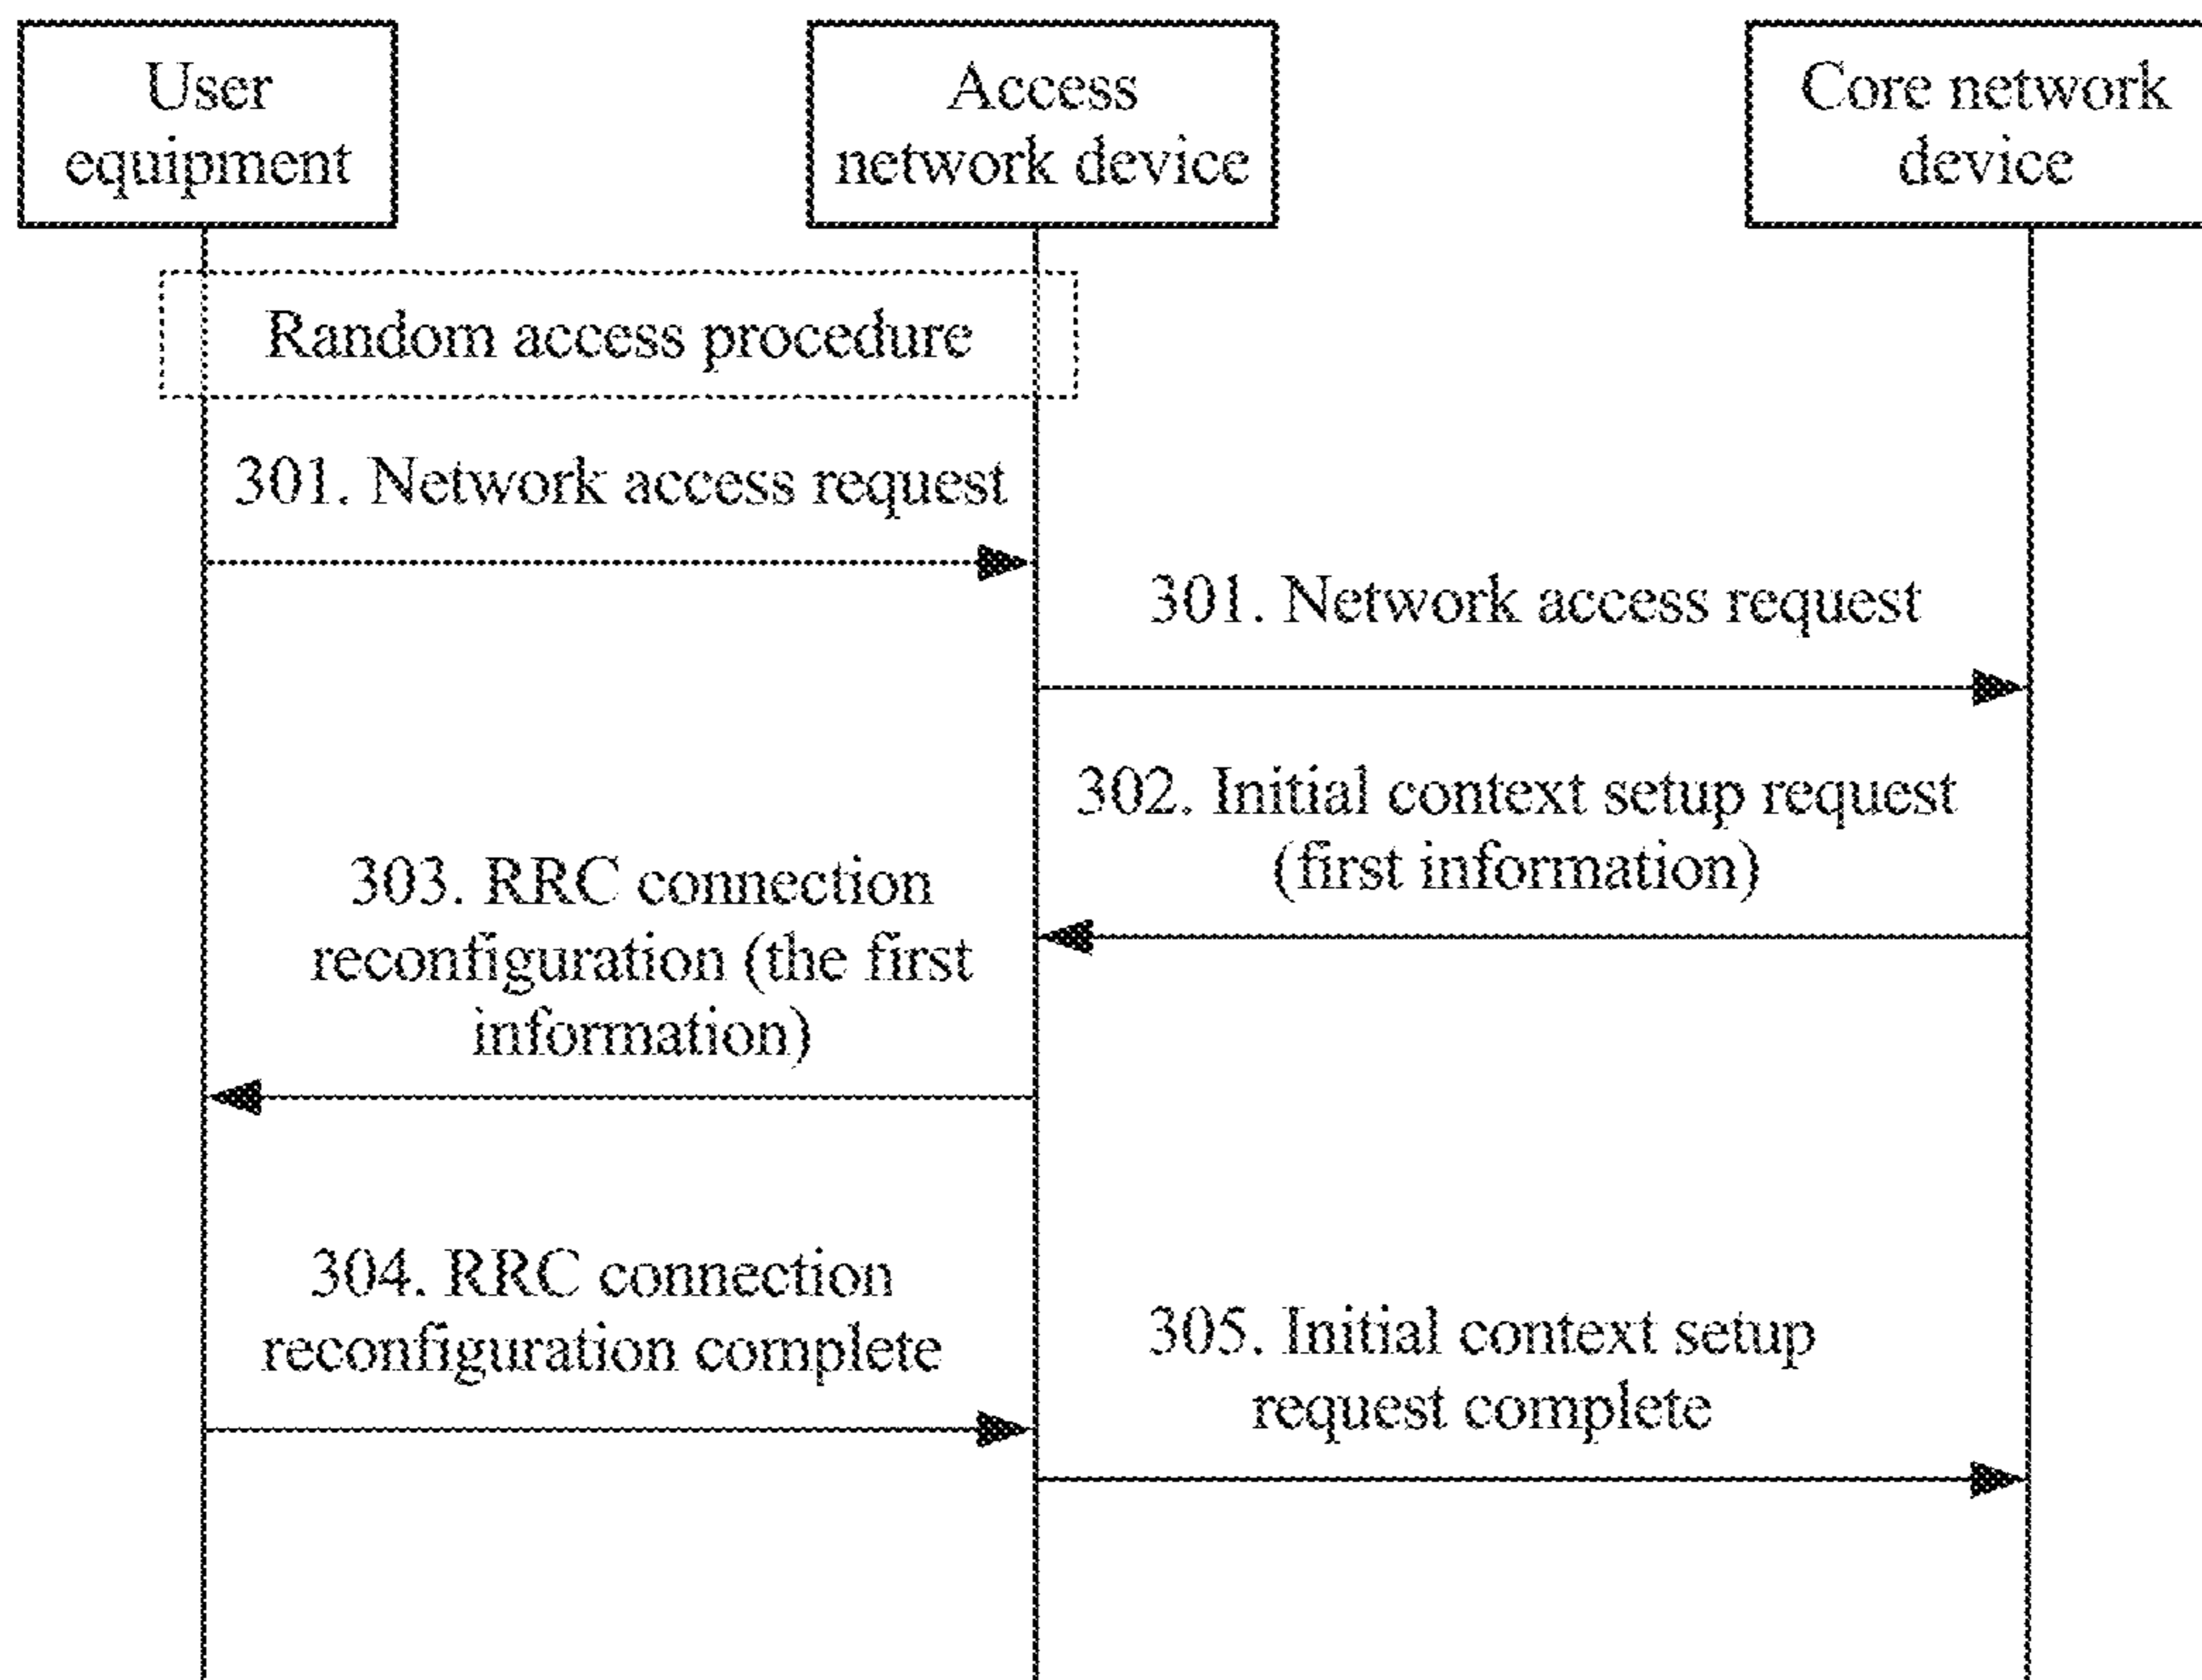 User
equipment
Access
network device
Core network
device
Random access procedure
301. Network access request
301. Network access request
302. Initial context setup request
(first information)
303. RRC connection
reconfiguration (the first
information)
304. RRC connection
reconfiguration complete
305. Initial context setup
request complete